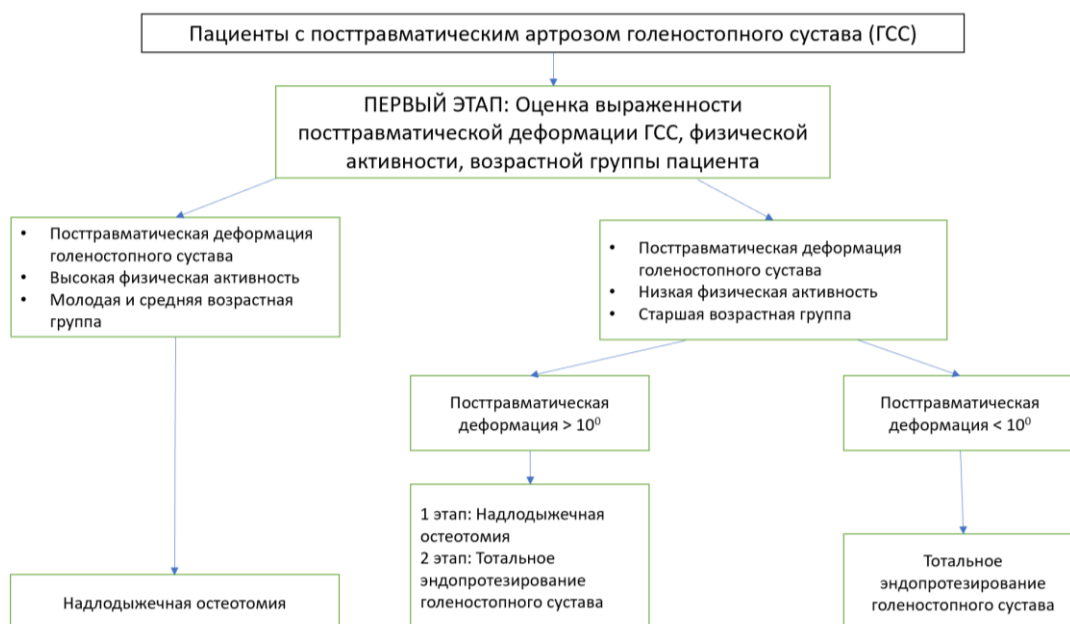 Пациенты с посттравматическим артрозом голеностопного сустава (ГСС)
ПЕРВЫЙ ЭТАП: Оценка выраженности
посттравматической деформации ГСС, физической
активности, возрастной группы пациента
• Посттравматическая деформация
голеностопного сустава
• Высокая физическая активность
• Молодая и средняя возрастная
группа
• Посттравматическая деформация
голеностопного сустава
• Низкая физическая активность
• Старшая возрастная группа
Посттравматическая
деформация > 10⁰
Посттравматическая
деформация < 10⁰
Надлодыжечная остеотомия
1 этап: Надлодыжечная
остеотомия
2 этап: Тотальное
эндопротезирование
голеностопного сустава
Тотальное
эндопротезирование
голеностопного сустава